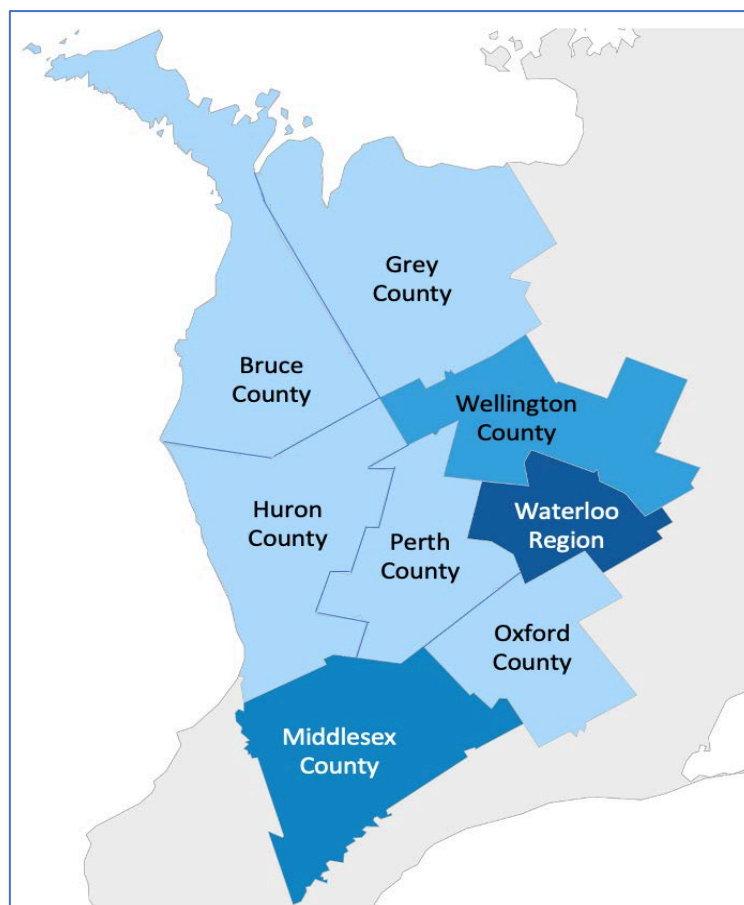 Grey
County
Bruce
County
Wellington
County
Huron
County
Perth
County
Waterloo
Region
Oxford
County
Middlesex
County